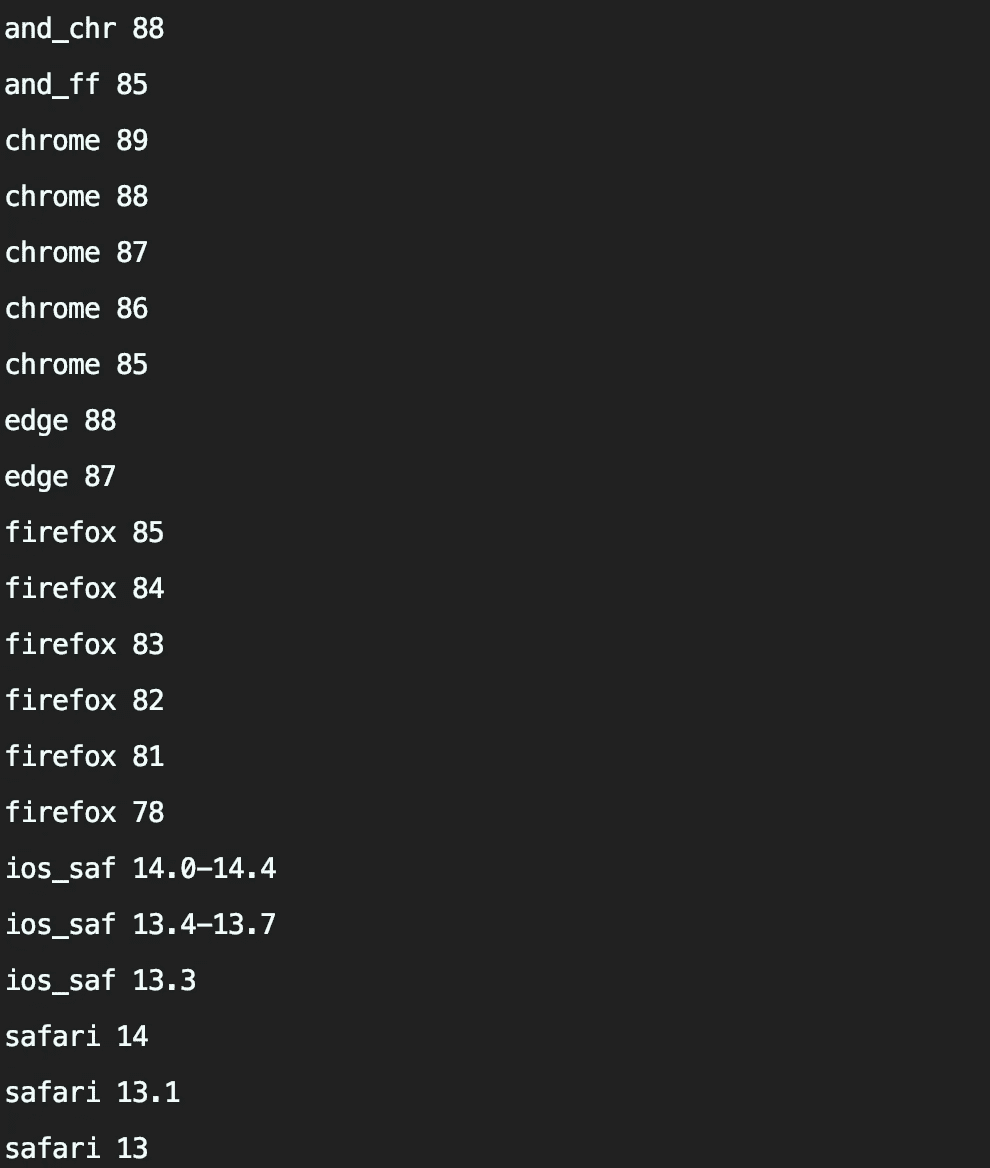 and_chr 88
and_ff 85
chrome 89
chrome 88
chrome 87
chrome 86
chrome 85
edge 88
edge 87
firefox 85
firefox 84
firefox 83
firefox 82
firefox 81
firefox 78
ios_saf 14.0-14.4
ios_saf 13.4-13.7
ios_saf 13.3
safari 14
safari 13.1
safari 13